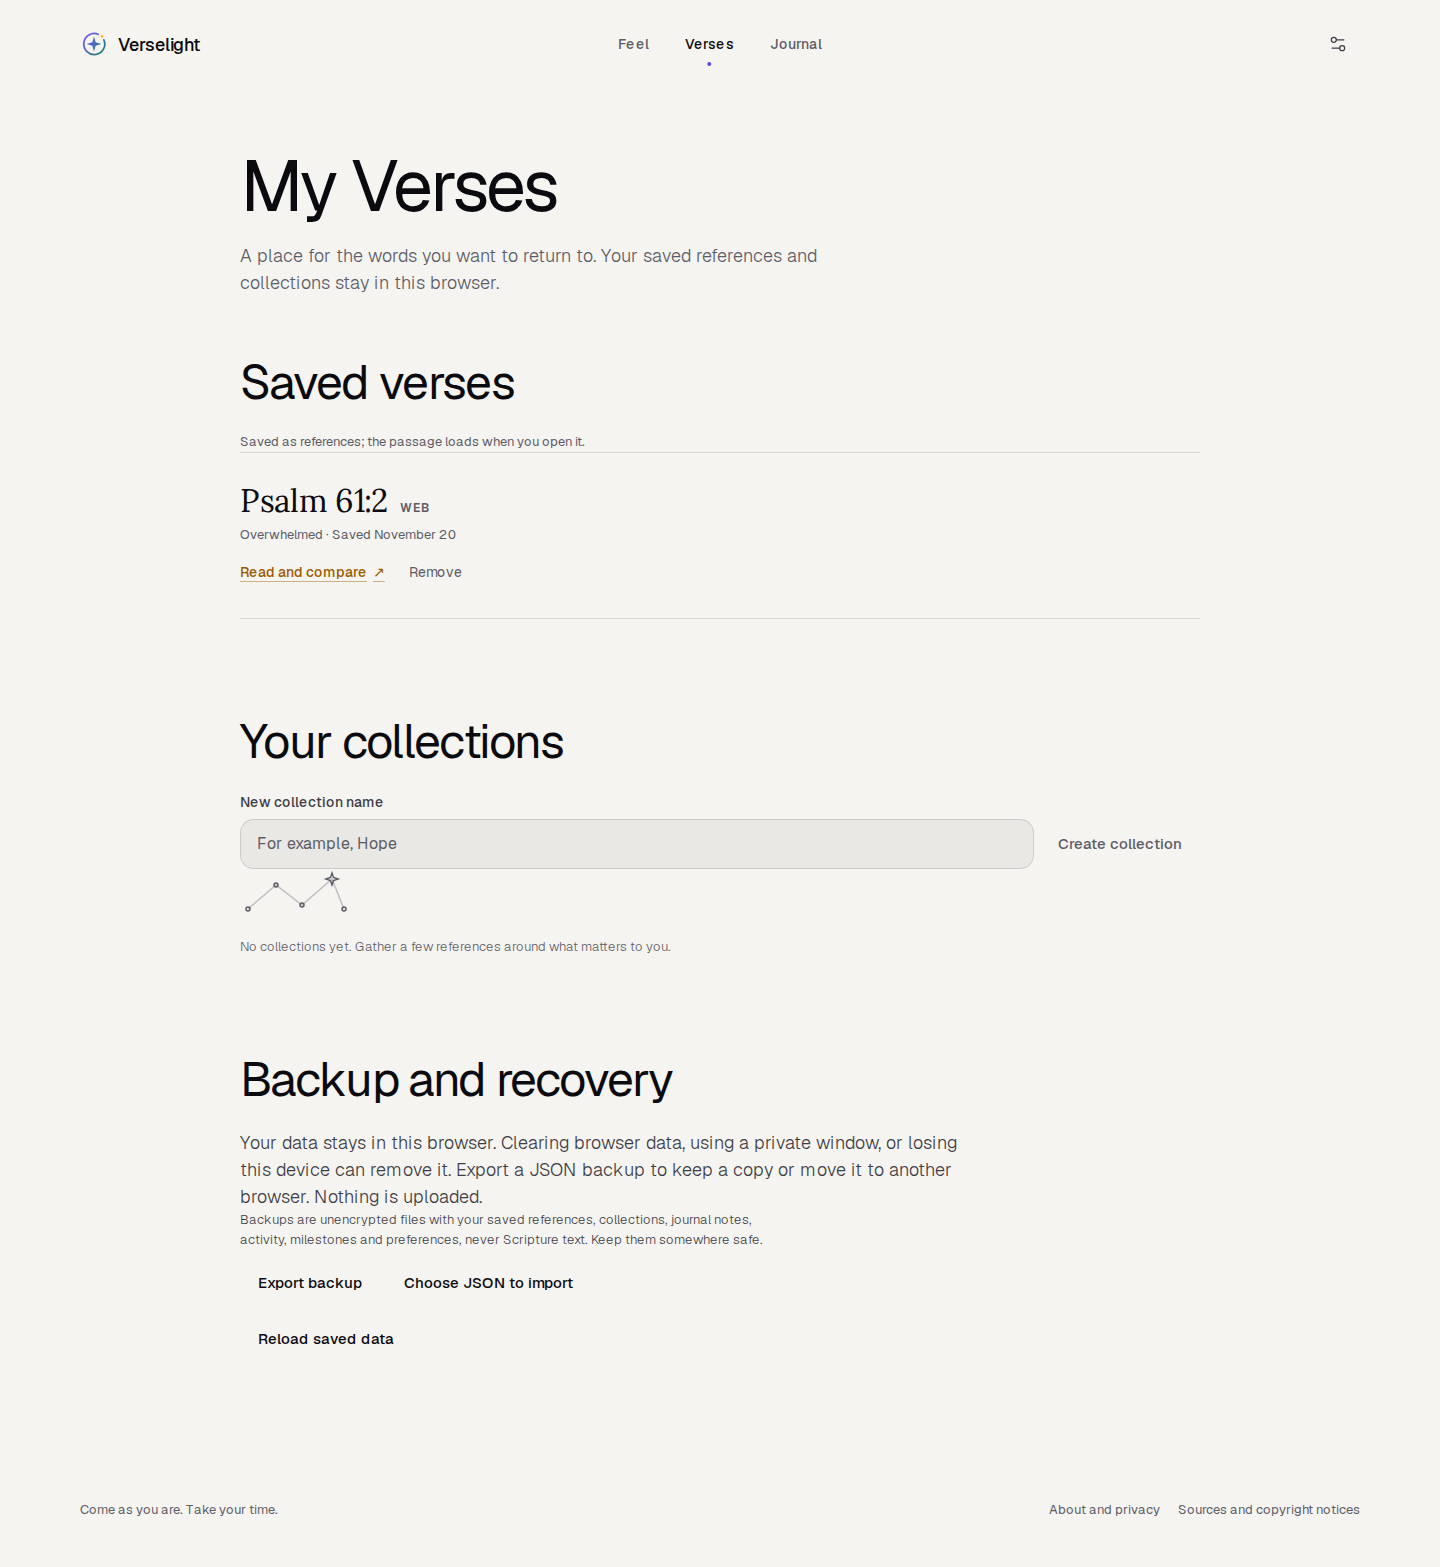 Verselight
Feel
Verses
Journal
My Verses
A place for the words you want to return to. Your saved references and
collections stay in this browser.
Saved verses
Saved as references; the passage loads when you open it.
Psalm 61:2 WEB
Overwhelmed · Saved November 20
Read and compare ↗ Remove
Your collections
New collection name
For example, Hope
Create collection
No collections yet. Gather a few references around what matters to you.
Backup and recovery
Your data stays in this browser. Clearing browser data, using a private window, or losing
this device can remove it. Export a JSON backup to keep a copy or move it to another
browser. Nothing is uploaded.
Backups are unencrypted files with your saved references, collections, journal notes,
activity, milestones and preferences, never Scripture text. Keep them somewhere safe.
Export backup
Choose JSON to import
Reload saved data
Come as you are. Take your time.
About and privacy
Sources and copyright notices